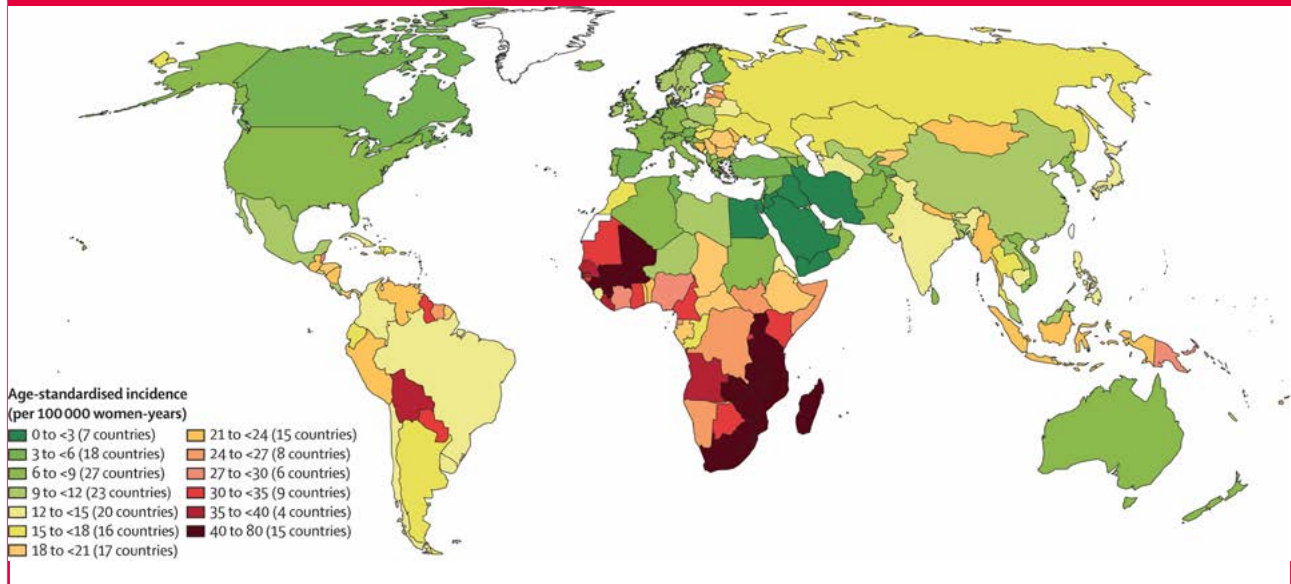 Age-standardised incidence
(per 100 000 women-years)
0 to <3 (7 countries)
3 to <6 (18 countries)
6 to <9 (27 countries)
9 to <12 (23 countries)
12 to <15 (20 countries)
15 to <18 (16 countries)
18 to <21 (17 countries)
21 to <24 (15 countries)
24 to <27 (8 countries)
27 to <30 (6 countries)
30 to <35 (9 countries)
35 to <40 (4 countries)
40 to 80 (15 countries)